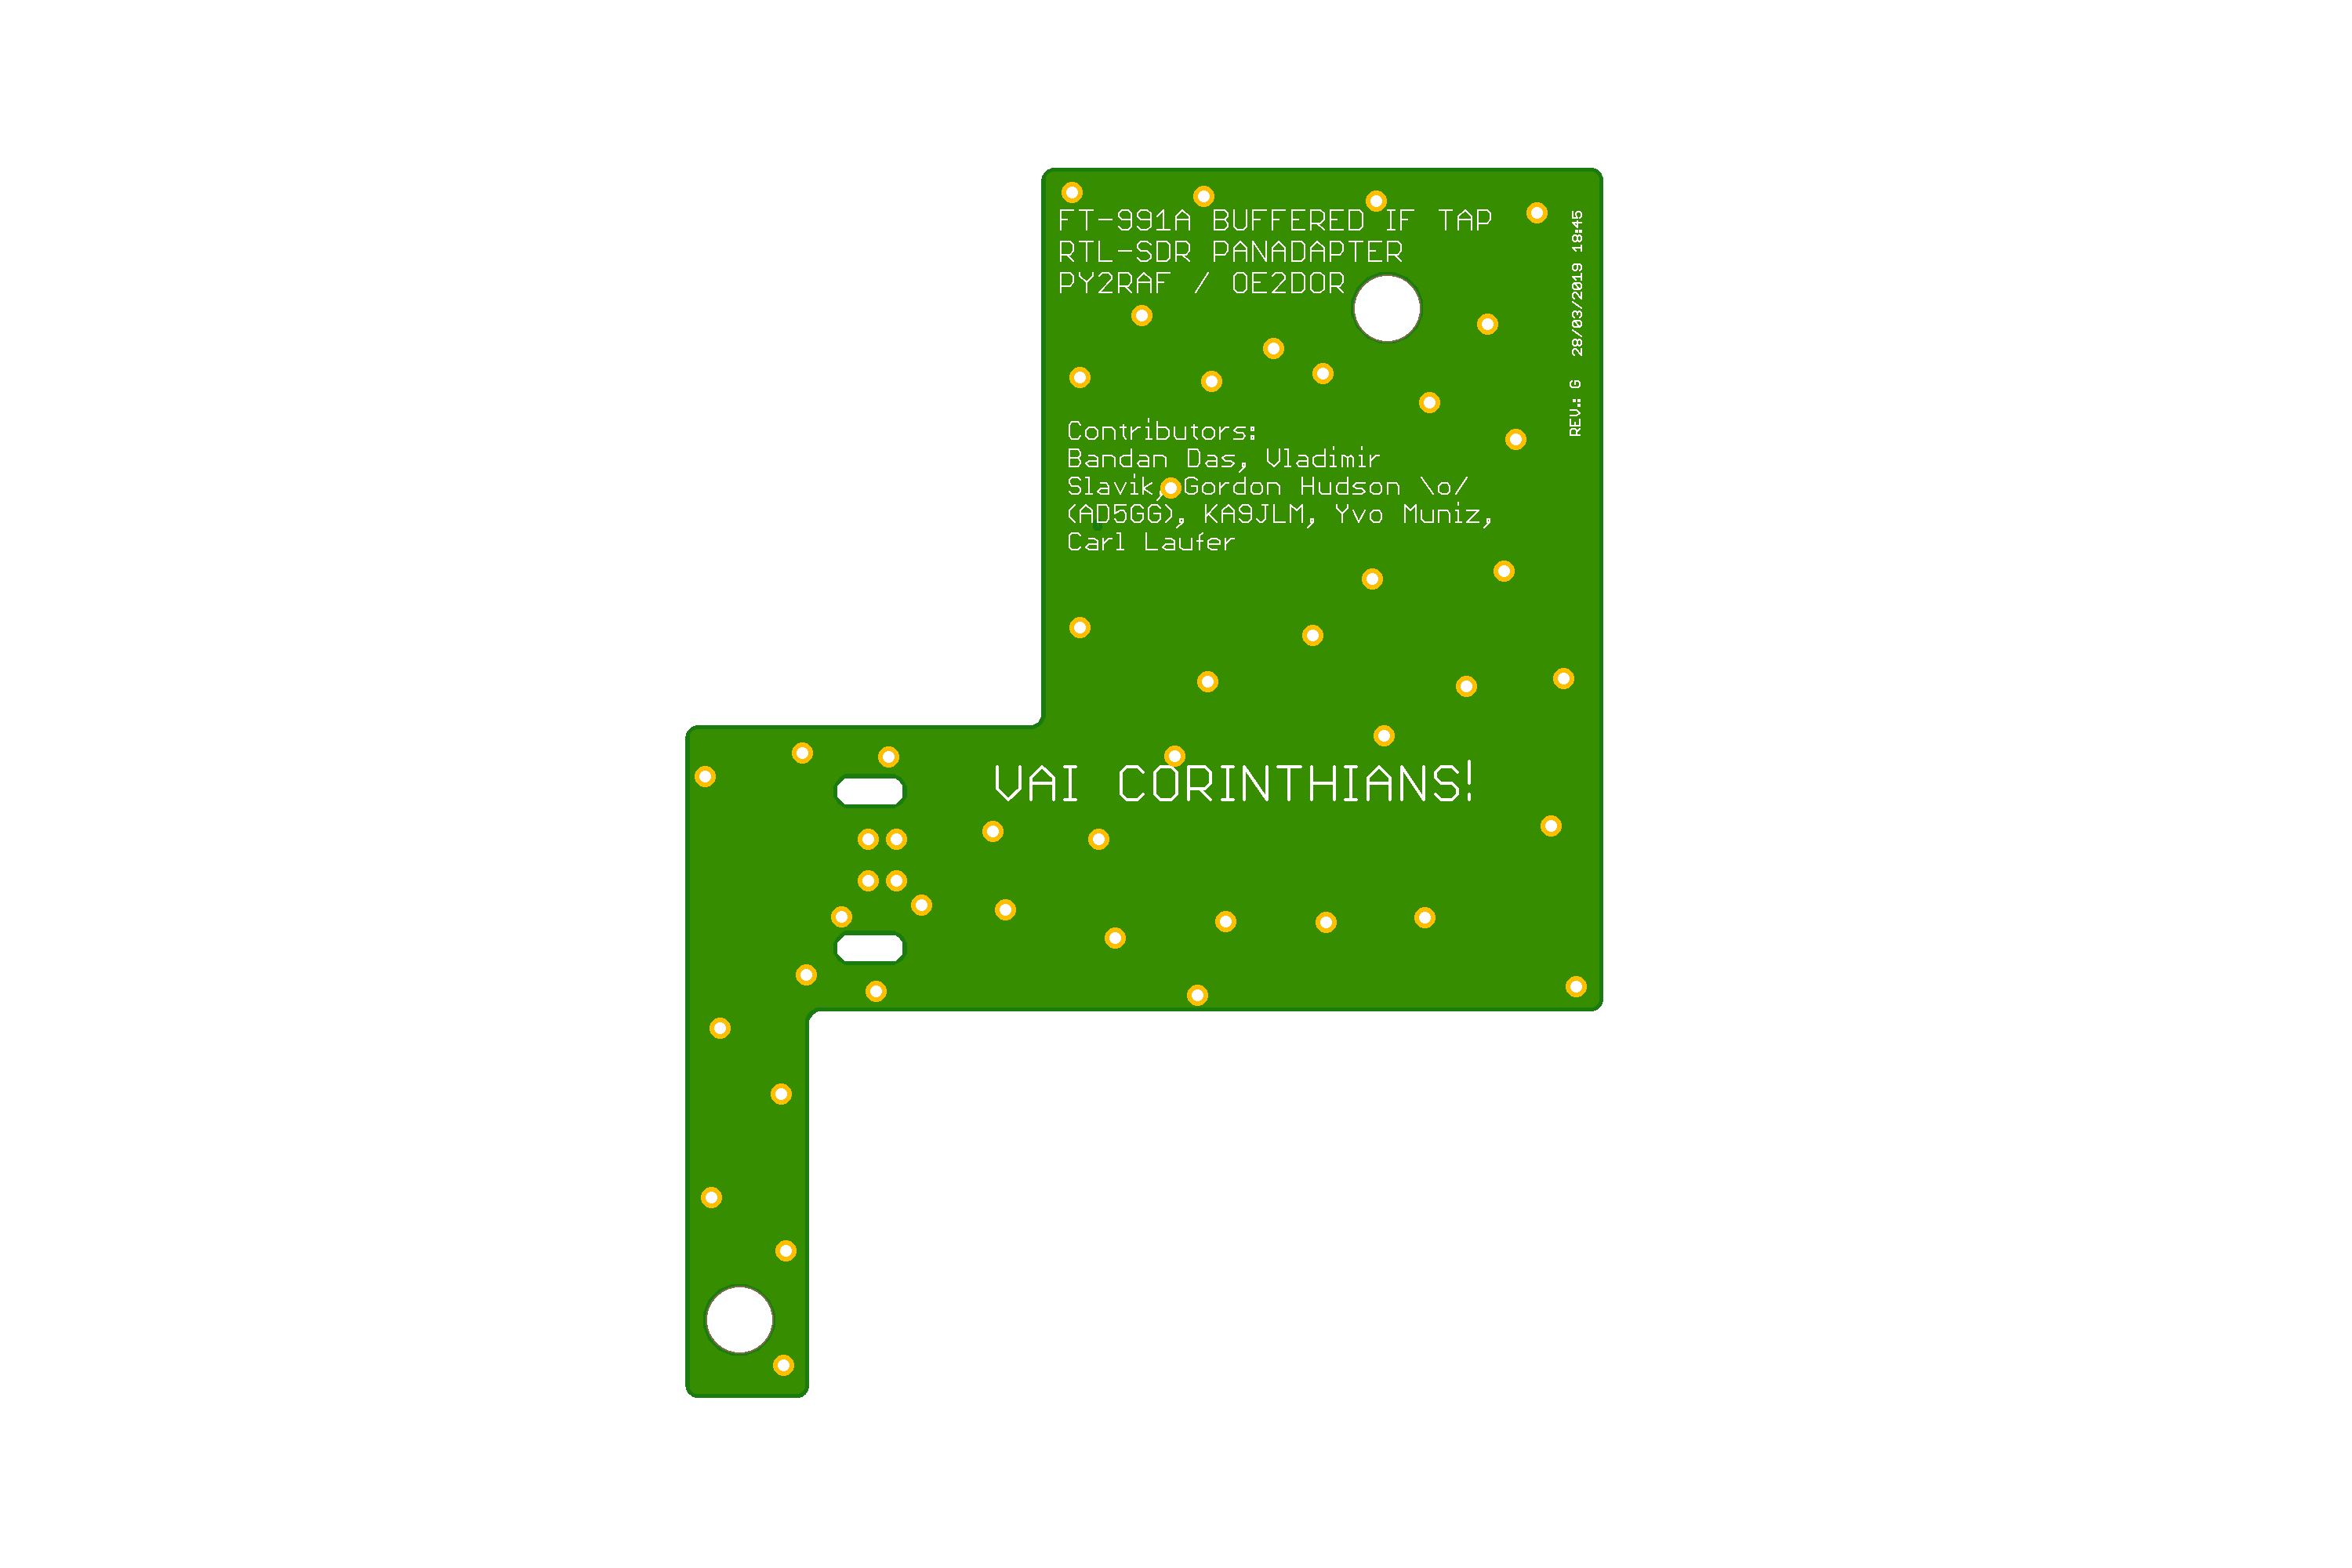 FT-991A BUFFERED IF TAP
RTL-SDR PANADAPTER
PY2RAF / OE2DOR
REV.: G 28/03/2019 18:45
Contributors:
Bandan Das, Vladimir
Slavik, Gordon Hudson \o/
(AD5GG), KA9JLM, Yvo Muniz,
Carl Laufer
VAI CORINTHIANS!